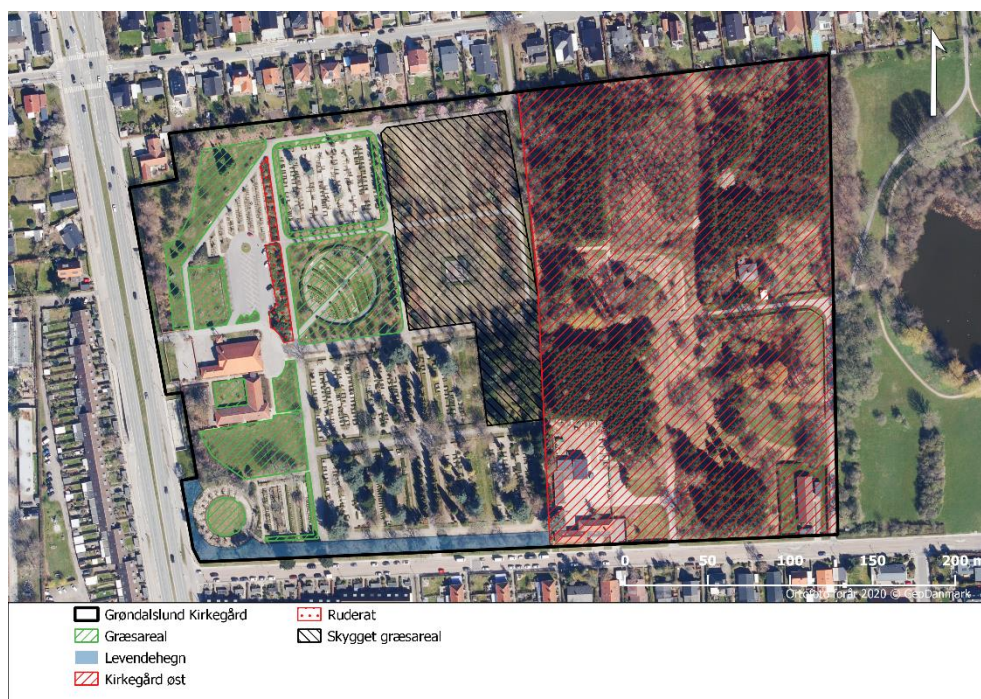 0 50 100 150 200 m
Ortofoto forår 2020 © GeoDanmark
Grøndalslund Kirkegård
Græsareal
Levendehegn
Kirkegård øst
Ruderat
Skygget græsareal